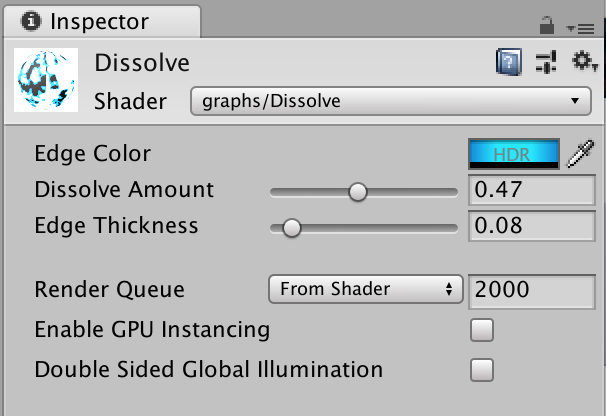 Inspector
Dissolve
Shader graphs/Dissolve
Edge Color HDR
Dissolve Amount 0.47
Edge Thickness 0.08
Render Queue From Shader 2000
Enable GPU Instancing
Double Sided Global Illumination